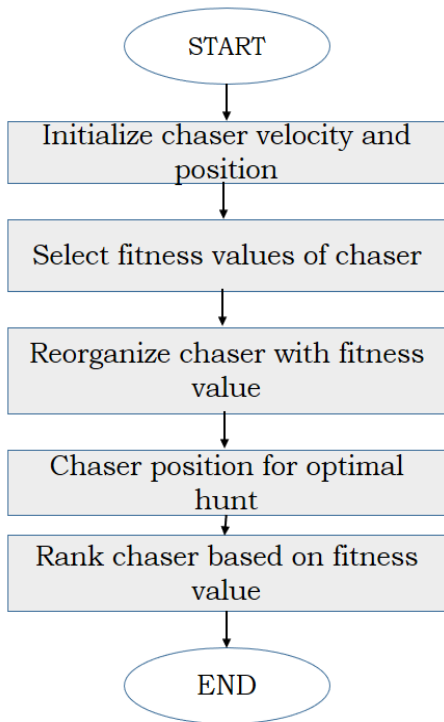 START
Initialize chaser velocity and
position
Select fitness values of chaser
Reorganize chaser with fitness
value
Chaser position for optimal
hunt
Rank chaser based on fitness
value
END